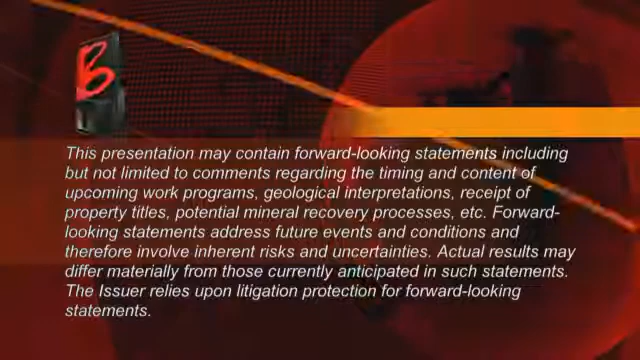 B
This presentation may contain forward-looking statements including
but not limited to comments regarding the timing and content of
upcoming work programs, geological interpretations, receipt of
property titles, potential mineral recovery processes, etc. Forward-
looking statements address future events and conditions and
therefore involve inherent risks and uncertainties. Actual results may
differ materially from those currently anticipated in such statements.
The Issuer relies upon litigation protection for forward-looking
statements.